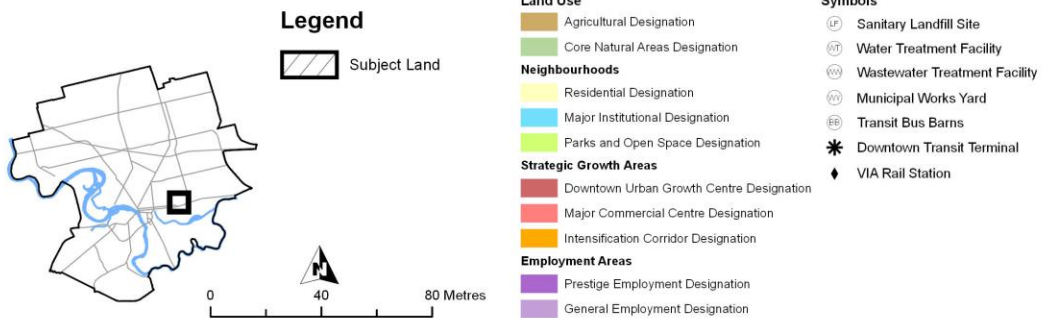 Legend
Subject Land
N
0 40 80 Metres
Land Use
Agricultural Designation
Core Natural Areas Designation
Neighbourhoods
Residential Designation
Major Institutional Designation
Parks and Open Space Designation
Strategic Growth Areas
Downtown Urban Growth Centre Designation
Major Commercial Centre Designation
Intensification Corridor Designation
Employment Areas
Prestige Employment Designation
General Employment Designation
Symbols
LF Sanitary Landfill Site
WT Water Treatment Facility
Wastewater Treatment Facility
Municipal Works Yard
BB Transit Bus Barns
Downtown Transit Terminal
VIA Rail Station